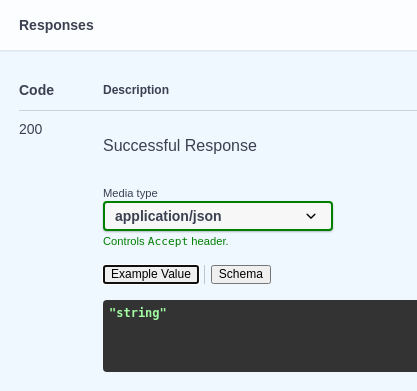 Responses
Code Description
200
Successful Response
Media type
application/json
Controls Accept header.
Example Value Schema
"string"